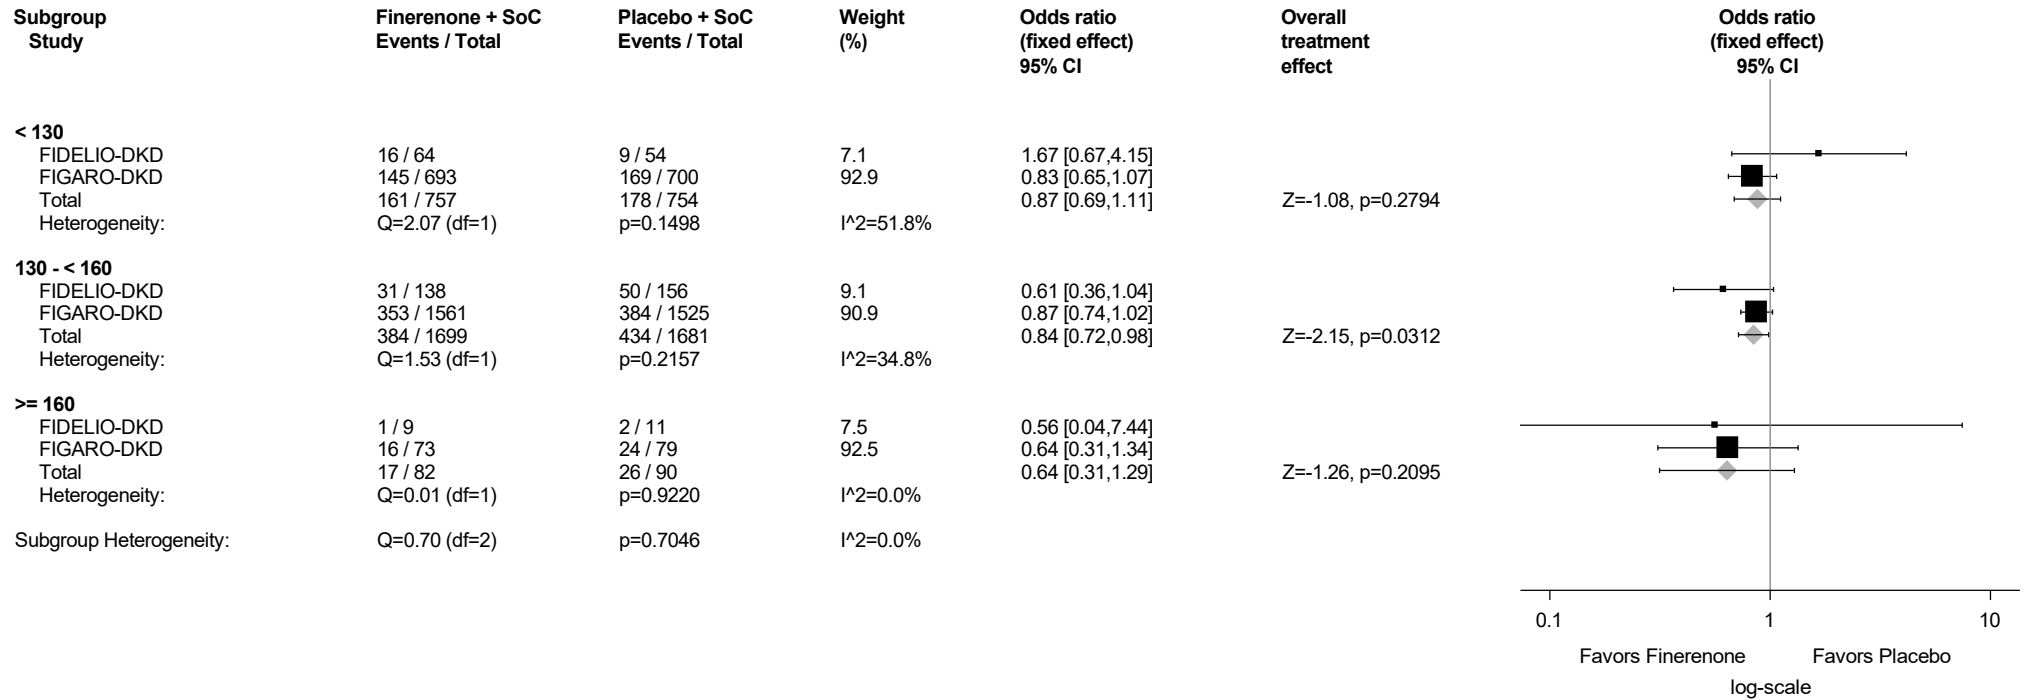 Subgroup Finerenone + SoC Placebo + SoC Weight Odds ratio Overall Odds ratio
Study Events / Total Events / Total (%) (fixed effect) treatment (fixed effect)
95% CI effect 95% CI
< 130
FIDELIO-DKD 16 / 64 9 / 54 7.1 1.67 [0.67,4.15]
FIGARO-DKD 145 / 693 169 / 700 92.9 0.83 [0.65,1.07]
Total 161 / 757 178 / 754 0.87 [0.69,1.11] Z=-1.08, p=0.2794
Heterogeneity: Q=2.07 (df=1) p=0.1498 I^2=51.8%
130 - < 160
FIDELIO-DKD 31 / 138 50 / 156 9.1 0.61 [0.36,1.04]
FIGARO-DKD 353 / 1561 384 / 1525 90.9 0.87 [0.74,1.02]
Total 384 / 1699 434 / 1681 0.84 [0.72,0.98] Z=-2.15, p=0.0312
Heterogeneity: Q=1.53 (df=1) p=0.2157 I^2=34.8%
>= 160
FIDELIO-DKD 1 / 9 2 / 11 7.5 0.56 [0.04,7.44]
FIGARO-DKD 16 / 73 24 / 79 92.5 0.64 [0.31,1.34]
Total 17 / 82 26 / 90 0.64 [0.31,1.29] Z=-1.26, p=0.2095
Heterogeneity: Q=0.01 (df=1) p=0.9220 I^2=0.0%
Subgroup Heterogeneity: Q=0.70 (df=2) p=0.7046 I^2=0.0%
0.1 1 10
Favors Finerenone Favors Placebo
log-scale